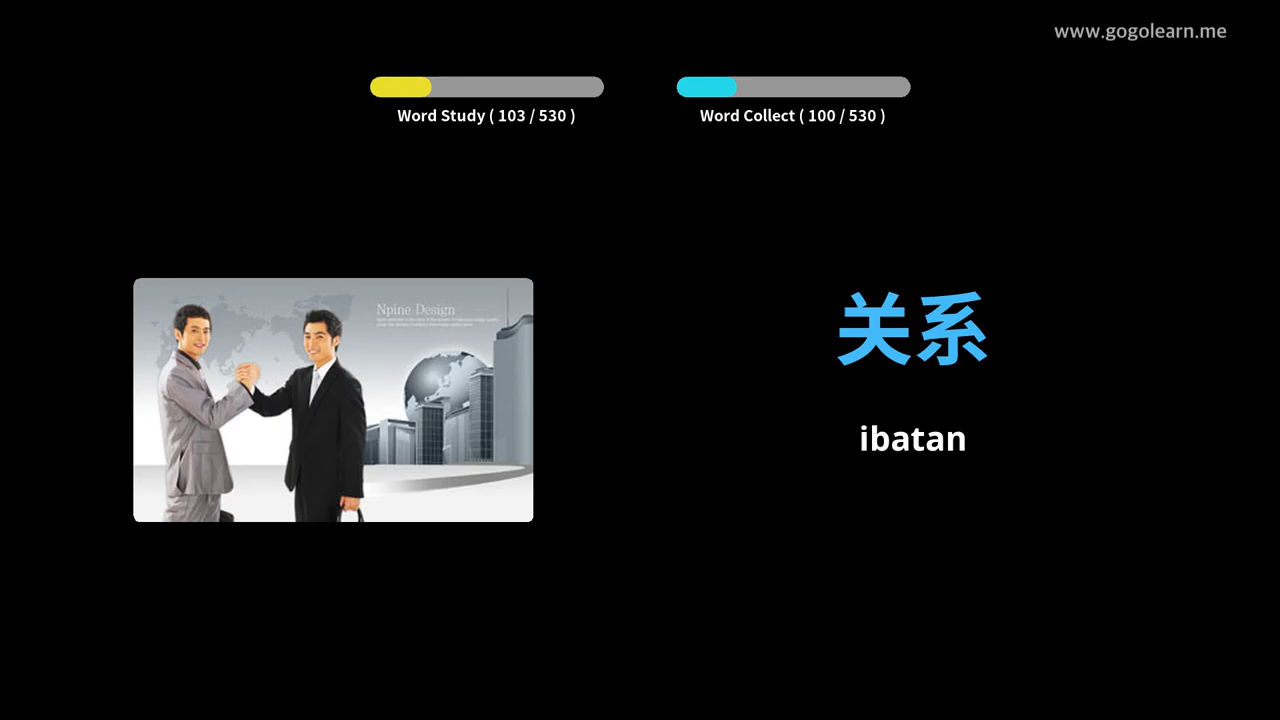 www.gogolearn.me
Word Study ( 103 / 530 )
Word Collect ( 100 / 530 )
Npine Design
关系
ibatan